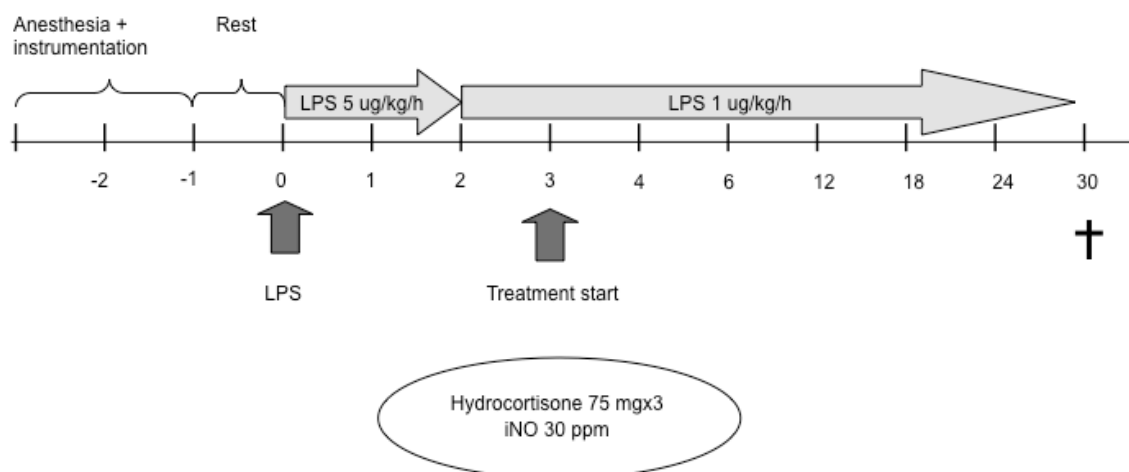 Anesthesia +
instrumentation
Rest
LPS 5 ug/kg/h
LPS 1 ug/kg/h
-2 -1 0 1 2 3 4 6 12 18 24 30
LPS
Treatment start
Hydrocortisone 75 mgx3
iNO 30 ppm